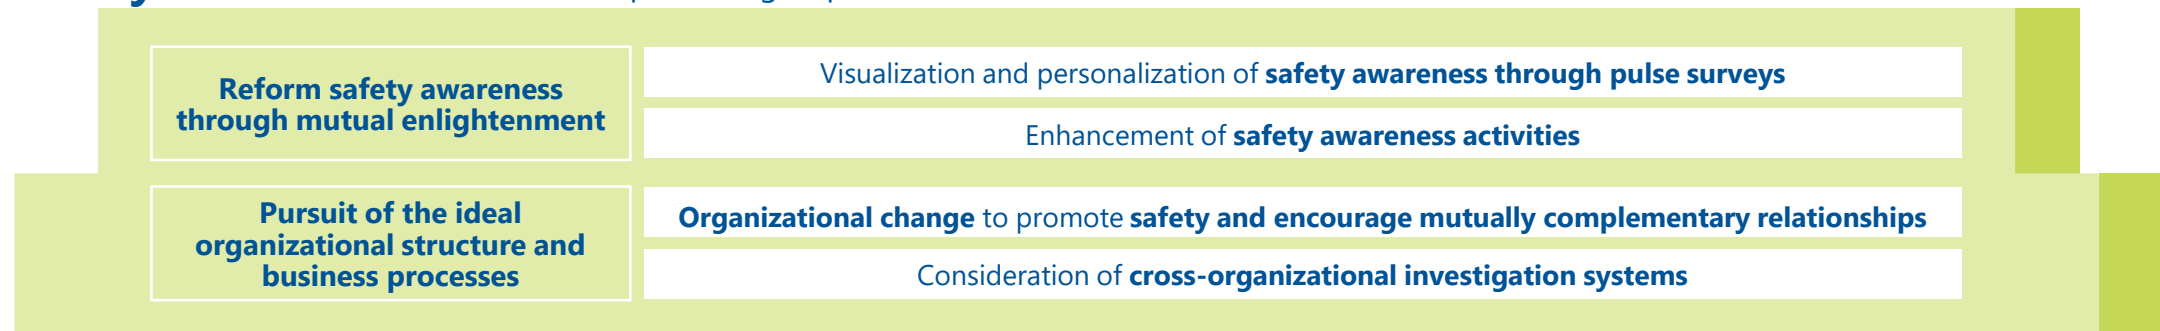 Reform safety awareness
through mutual enlightenment
Visualization and personalization of safety awareness through pulse surveys
Enhancement of safety awareness activities
Pursuit of the ideal
organizational structure and
business processes
Organizational change to promote safety and encourage mutually complementary relationships
Consideration of cross-organizational investigation systems